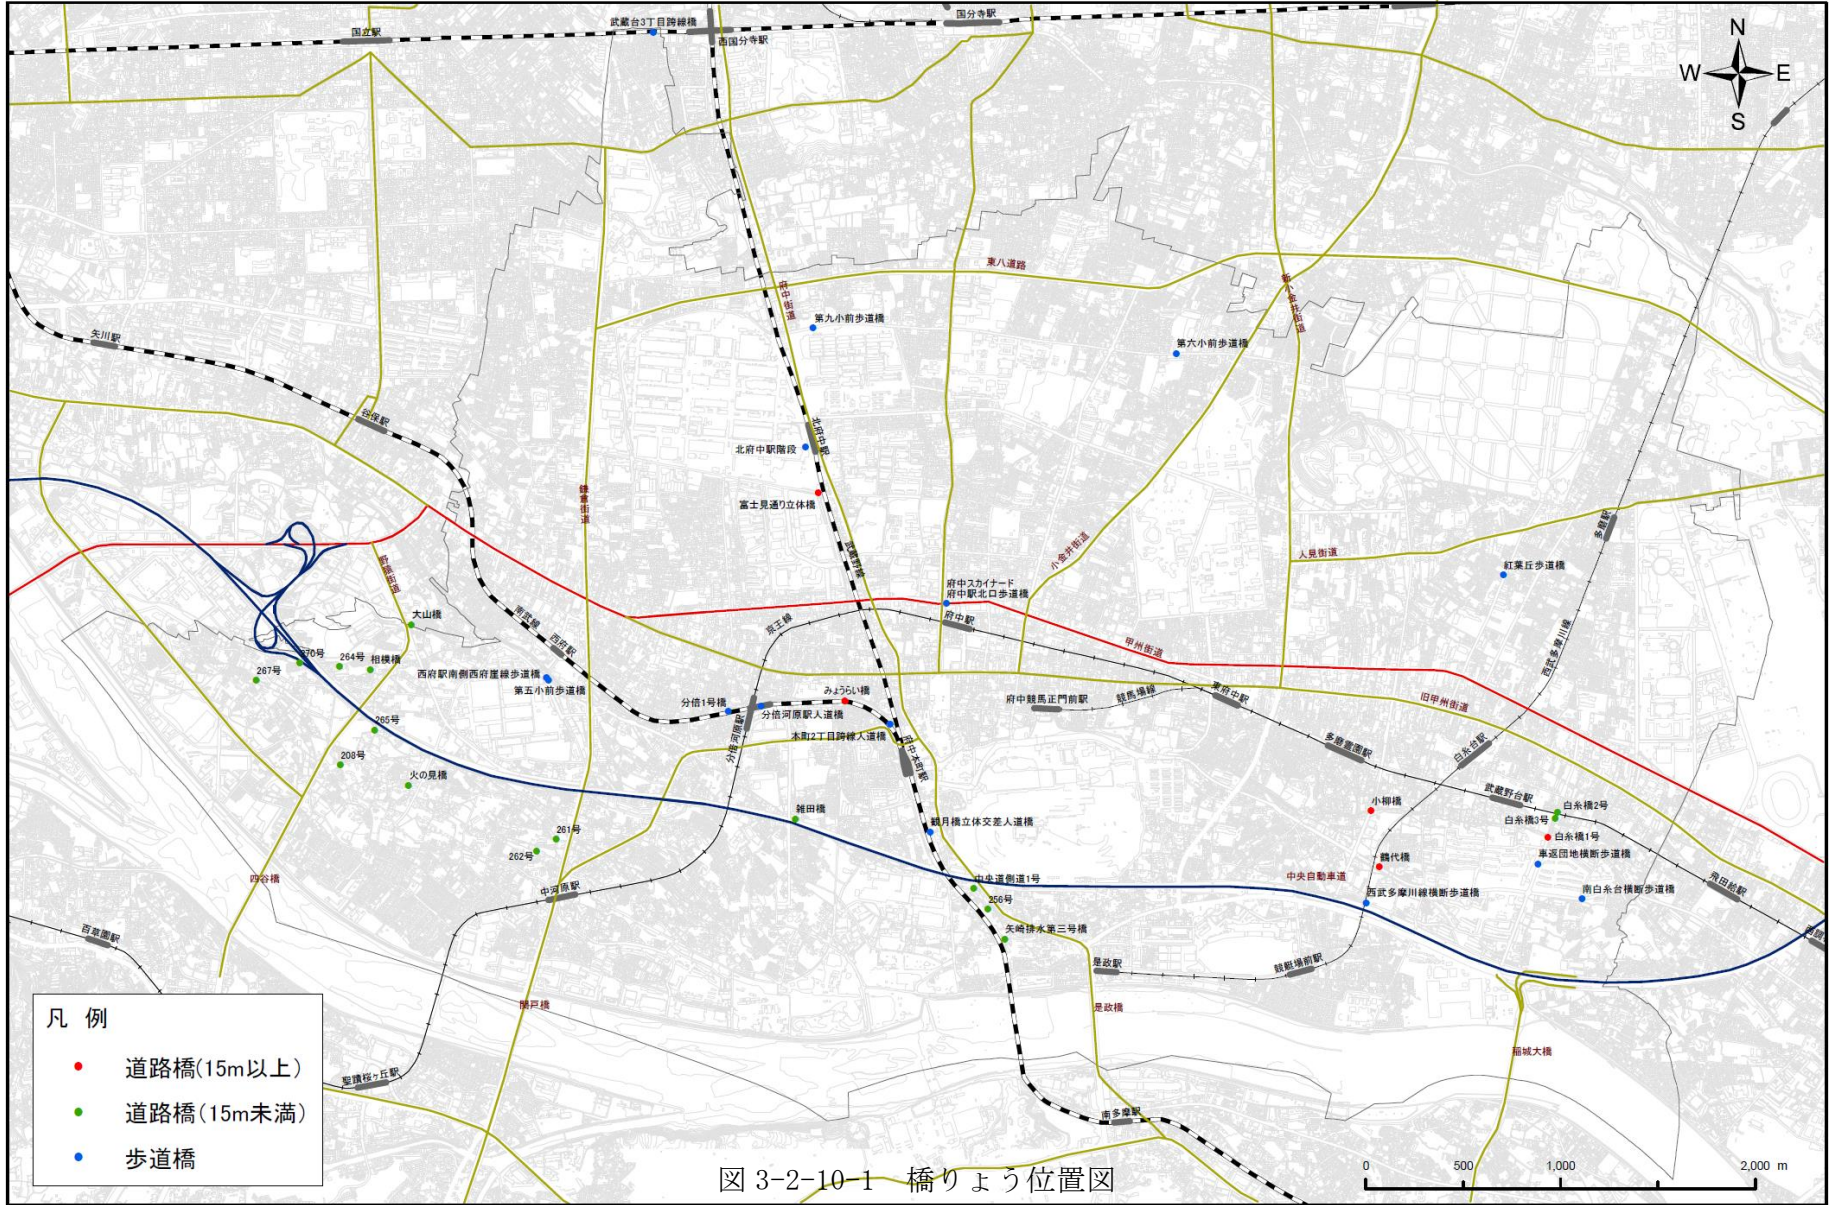 武蔵台3丁目跨線橋
国分寺駅
国立駅
西国分寺駅
N
W
E
S
東八道路
府中街道
新小金井街道
第九小前歩道橋
第六小前歩道橋
矢川駅
谷保駅
北府中駅
北府中駅階段
富士見通り立体橋
鎌倉街道
武蔵野線
小金井街道
人見街道
多磨駅
紅葉丘歩道橋
野猿街道
府中スカイナード
府中駅北口歩道橋
大山橋
南武線
西府駅
京王線
府中駅
甲州街道
西武多摩川線
270号
264号
相模橋
267号
西府駅南側西府崖線歩道橋
第五小前歩道橋
みょうらい橋
府中競馬正門前駅
競馬場線
東府中駅
旧甲州街道
分倍1号橋
分倍河原駅人道橋
265号
分倍河原駅
本町2丁目跨線人道橋
府中本町駅
多磨霊園駅
白糸台駅
208号
火の見橋
武蔵野台駅
小柳橋
白糸橋2号
白糸橋3号
雑田橋
261号
観月橋立体交差人道橋
白糸橋1号
262号
鶴代橋
車返団地横断歩道橋
四谷橋
中河原駅
中央道側道1号
中央自動車道
西武多摩川線横断歩道橋
南白糸台横断歩道橋
飛田給駅
256号
百草園駅
矢崎排水第三号橋
是政駅
競艇場前駅
関戸橋
是政橋
稲城大橋
聖蹟桜ヶ丘駅
南多摩駅
凡 例
道路橋(15m以上)
道路橋(15m未満)
歩道橋
0 500 1,000 2,000 m
図 3-2-10-1 橋りょう位置図